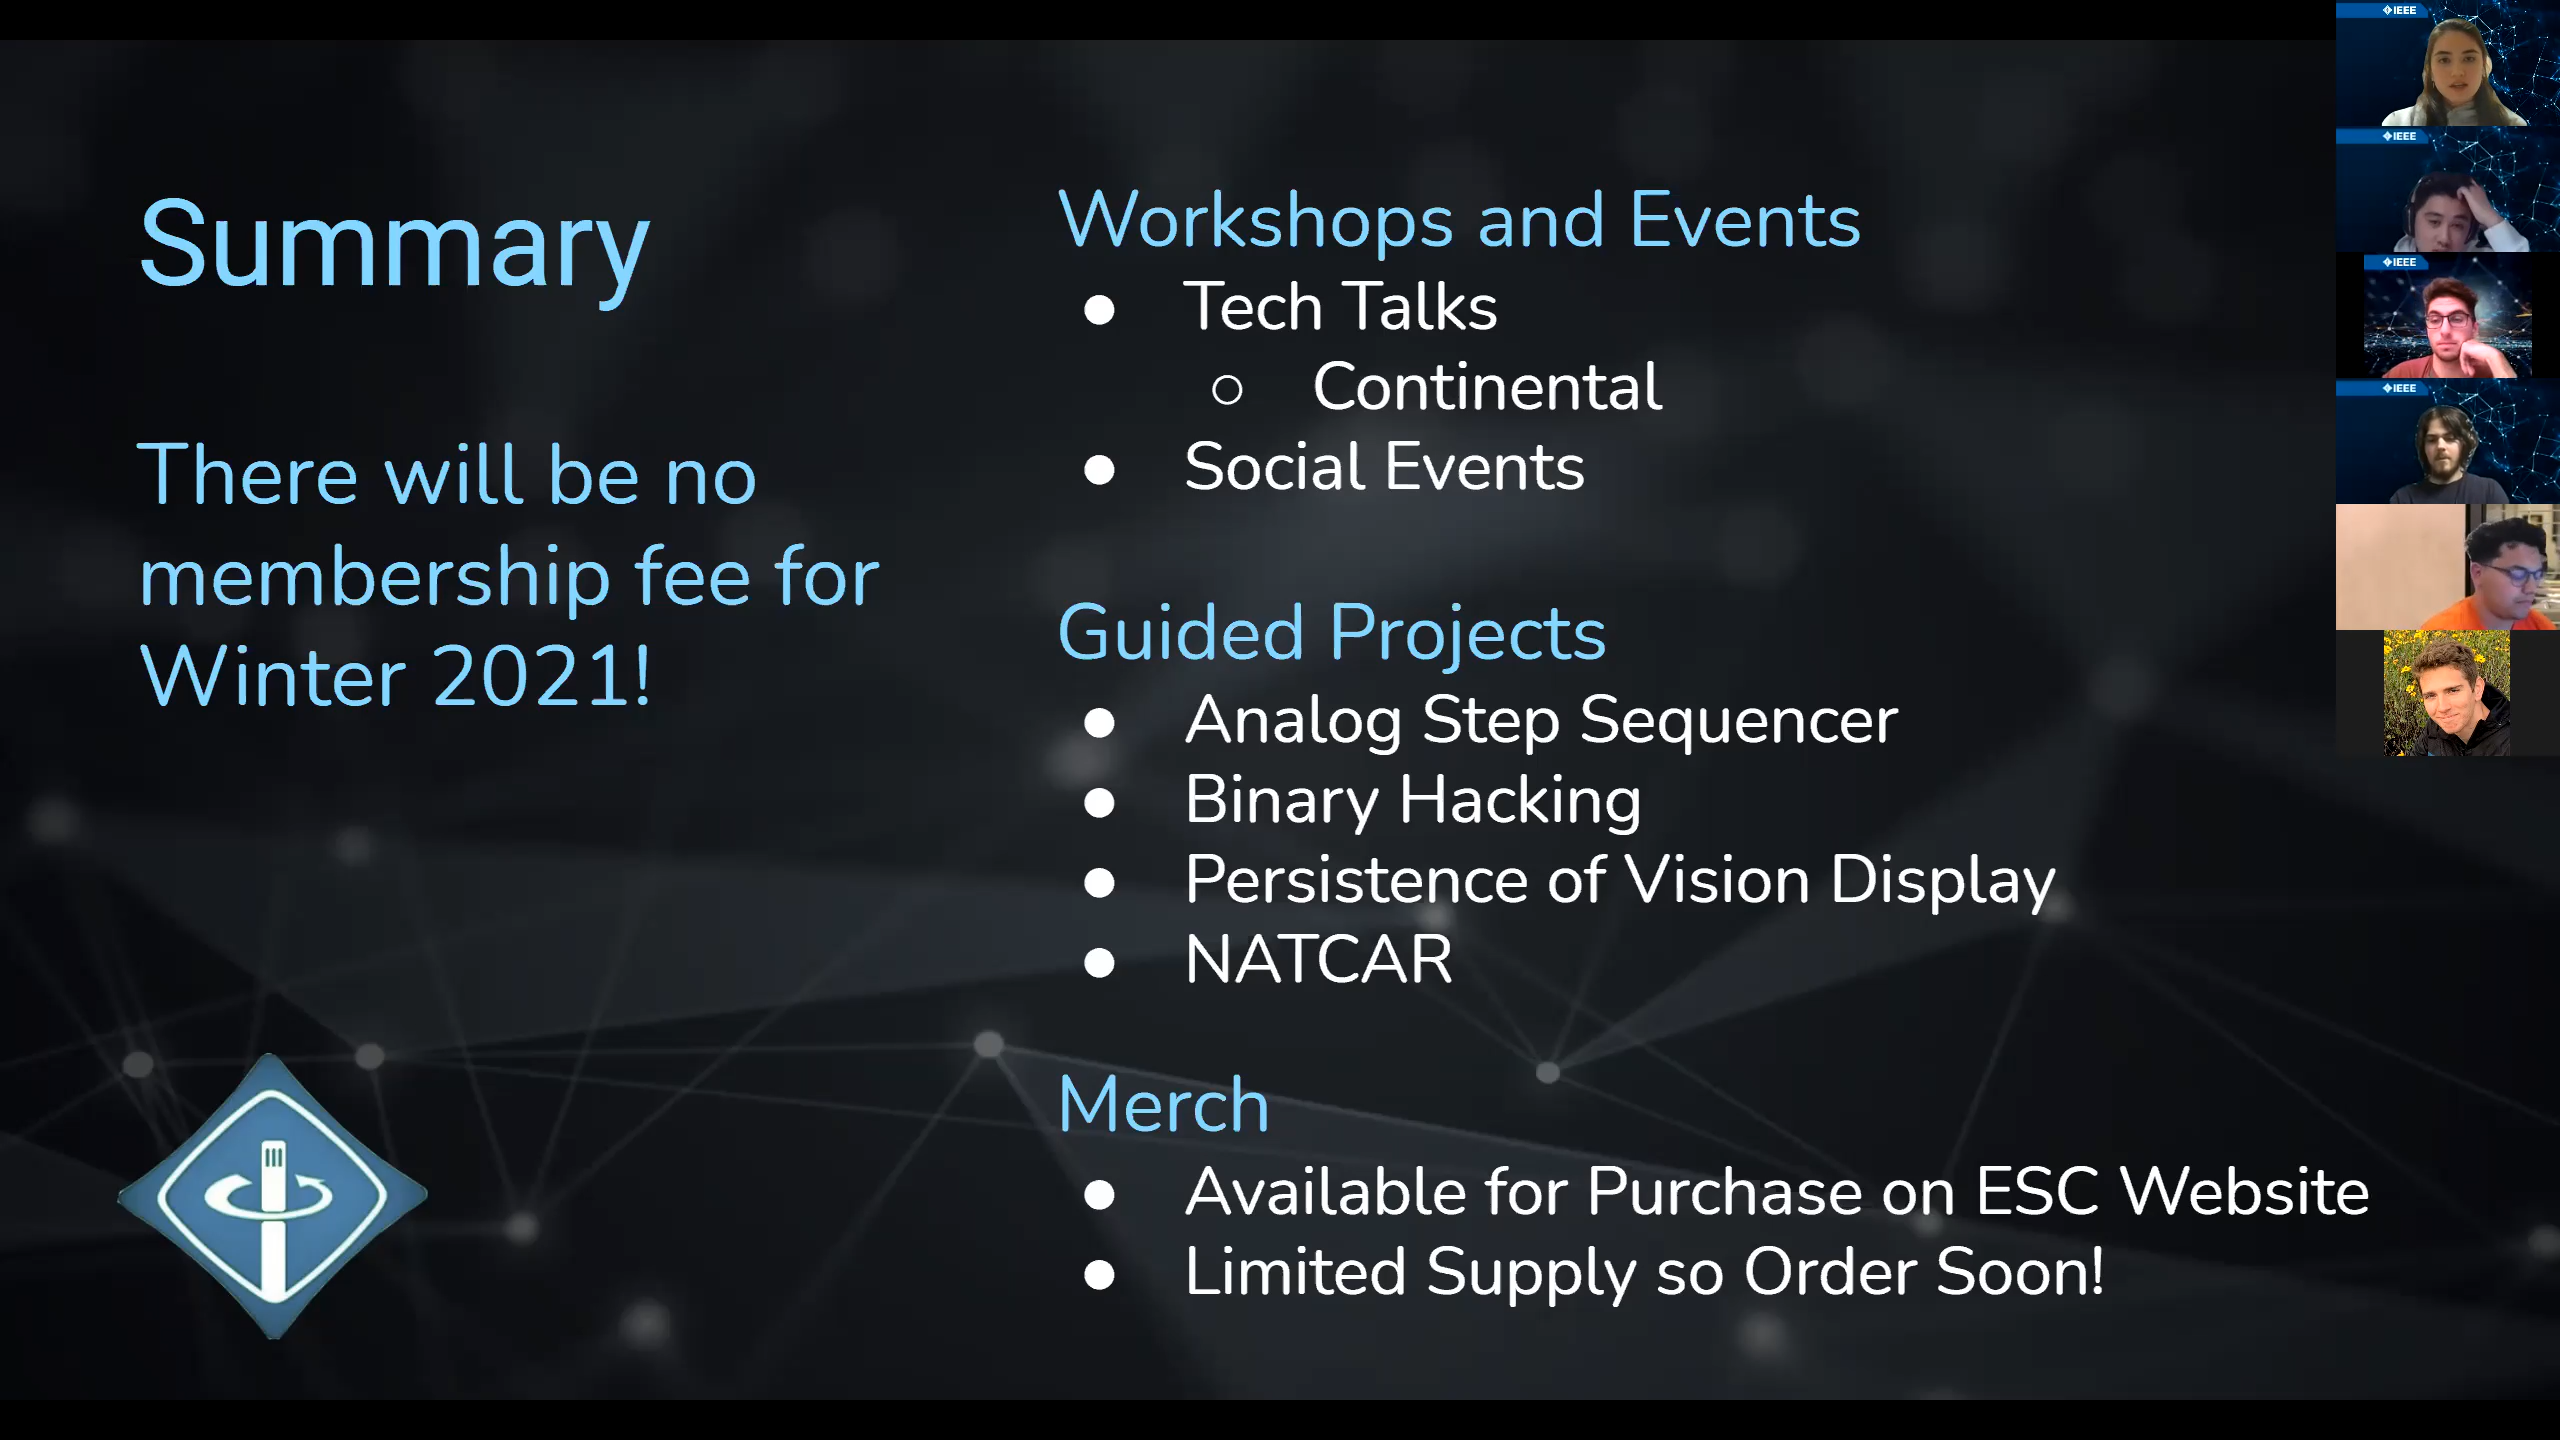 Summary
There will be no
membership fee for
Winter 2021!
Workshops and Events
● Tech Talks
○ Continental
● Social Events
Guided Projects
● Analog Step Sequencer
● Binary Hacking
● Persistence of Vision Display
● NATCAR
Merch
● Available for Purchase on ESC Website
● Limited Supply so Order Soon!
IEEE
IEEE
IEEE
IEEE